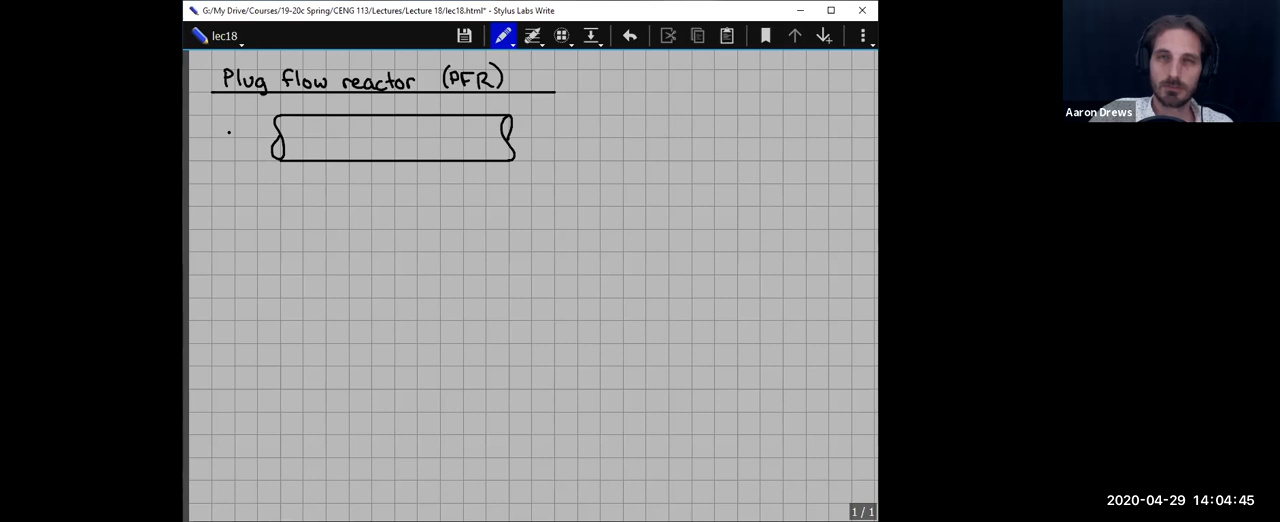 G:/My Drive/Courses/19-20c Spring/CENG 113/Lectures/Lecture 18/lec18.html* - Stylus Labs Write
lec18
Plug flow reactor (PFR)
Aaron Drews
2020-04-29 14:04:45
1 / 1